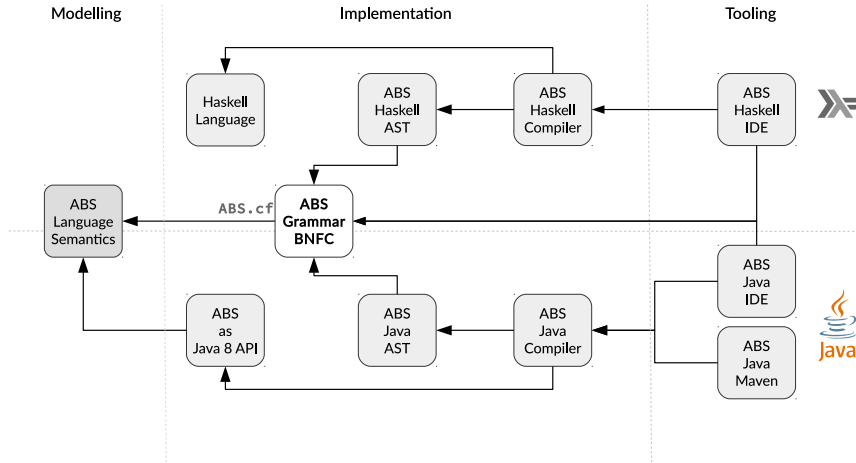 Modelling
Implementation
Tooling
Haskell
Language
ABS
Haskell
AST
ABS
Haskell
Compiler
ABS
Haskell
IDE
ABS
Language
Semantics
ABS.cf
ABS
Grammar
BNFC
ABS
as
Java 8 API
ABS
Java
AST
ABS
Java
Compiler
ABS
Java
IDE
ABS
Java
Maven
Java